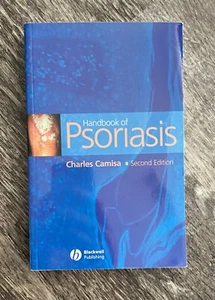 Handbook of
Psoriasis
Charles Camisa • Second Edition
Blackwell
Publishing